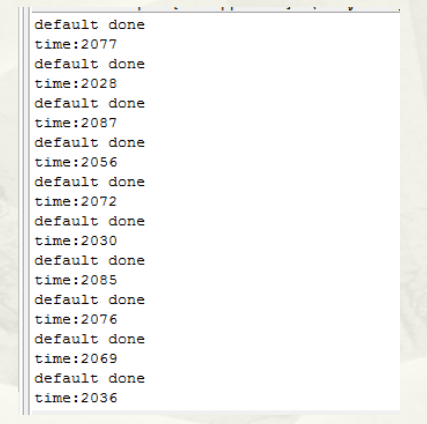 default done
time:2077
default done
time:2028
default done
time:2087
default done
time:2056
default done
time:2072
default done
time:2030
default done
time:2085
default done
time:2076
default done
time:2069
default done
time:2036